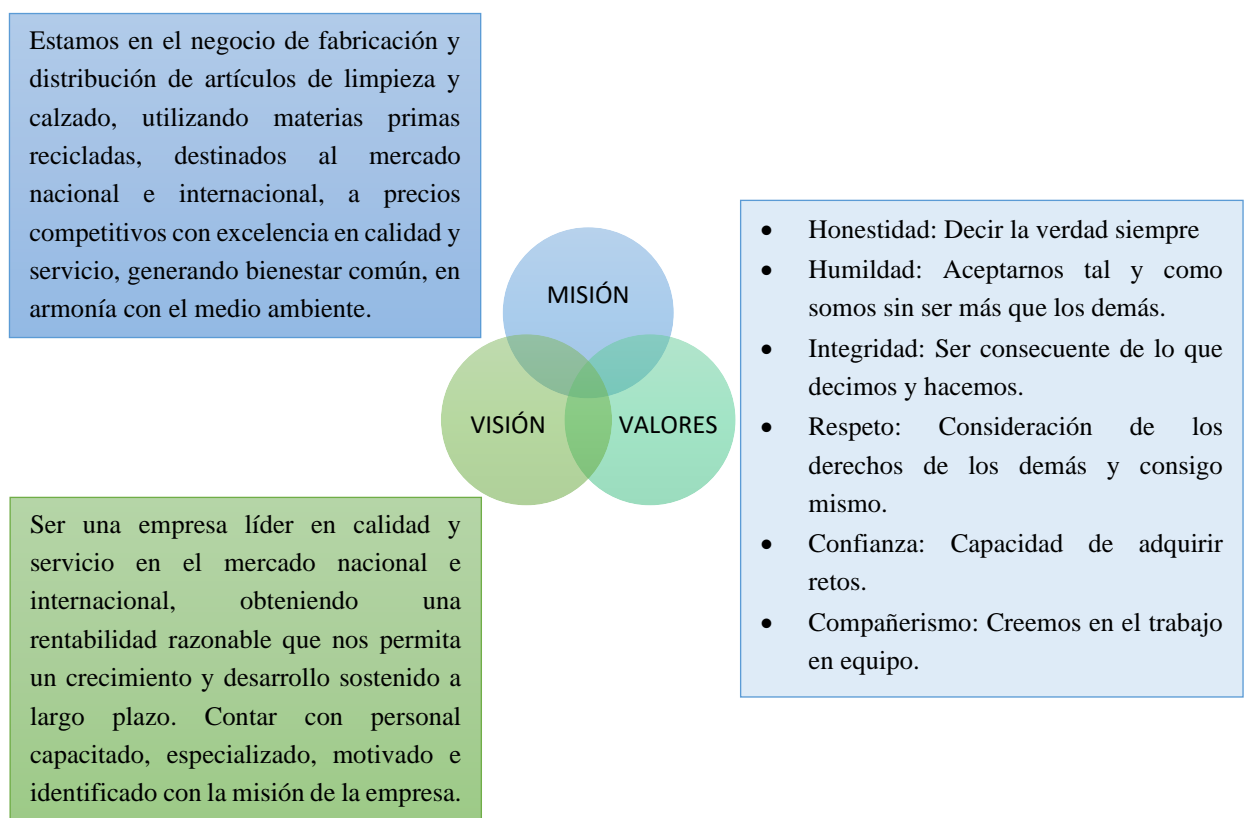 Estamos en el negocio de fabricación y
distribución de artículos de limpieza y
calzado, utilizando materias primas
recicladas, destinados al mercado
nacional e internacional, a precios
competitivos con excelencia en calidad y
servicio, generando bienestar común, en
armonía con el medio ambiente.
MISIÓN
VISIÓN
VALORES
• Honestidad: Decir la verdad siempre
• Humildad: Aceptarnos tal y como
somos sin ser más que los demás.
• Integridad: Ser consecuente de lo que
decimos y hacemos.
• Respeto: Consideración de los
derechos de los demás y consigo
mismo.
• Confianza: Capacidad de adquirir
retos.
• Compañerismo: Creemos en el trabajo
en equipo.
Ser una empresa líder en calidad y
servicio en el mercado nacional e
internacional, obteniendo una
rentabilidad razonable que nos permita
un crecimiento y desarrollo sostenido a
largo plazo. Contar con personal
capacitado, especializado, motivado e
identificado con la misión de la empresa.